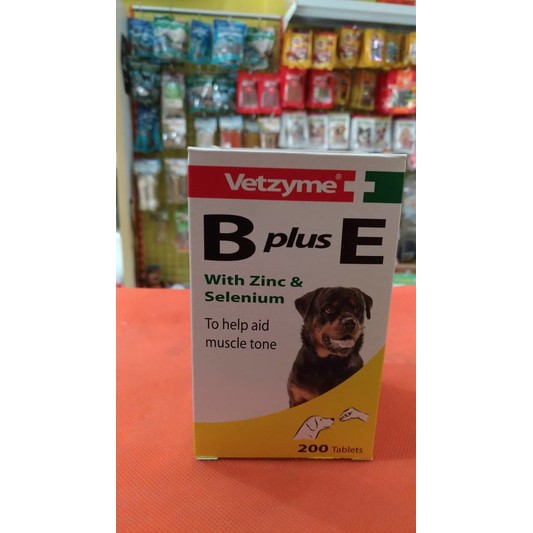 Vetzyme®
B plus E
With Zinc &
Selenium
To help aid
muscle tone
200 Tablets